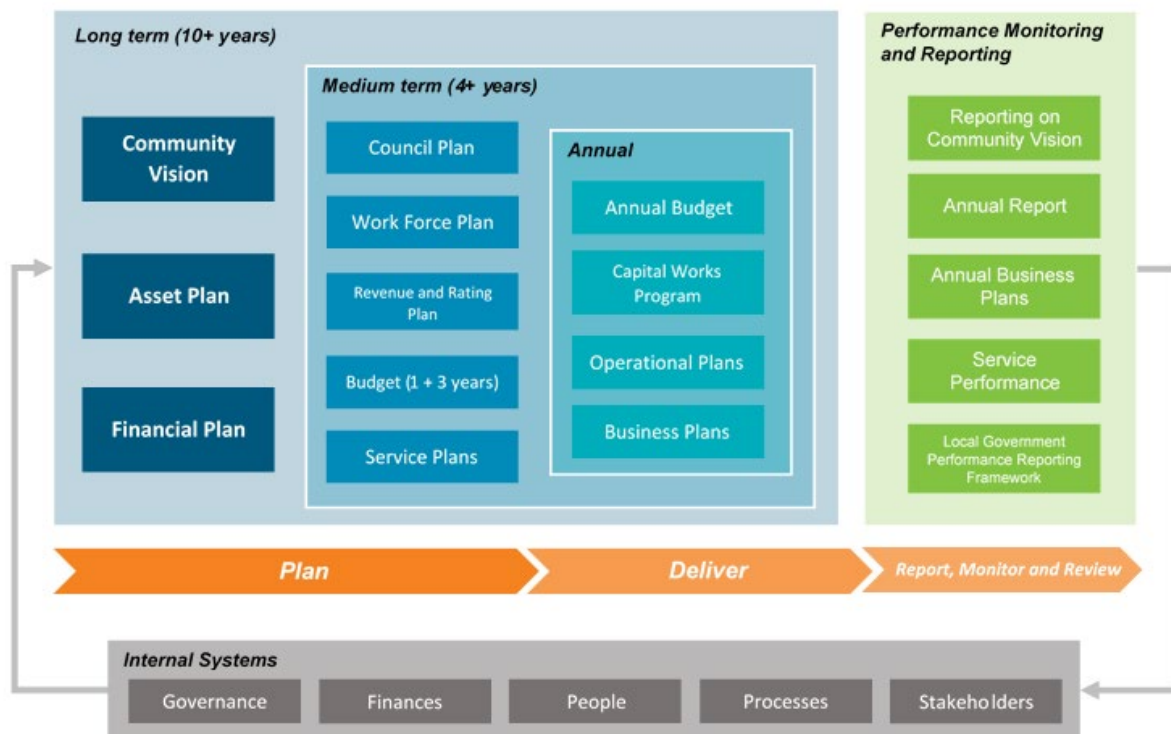 Long term (10+ years)
Community
Vision
Asset Plan
Financial Plan
Medium term (4+ years)
Council Plan
Work Force Plan
Revenue and Rating
Plan
Budget (1 + 3 years)
Service Plans
Annual
Annual Budget
Capital Works
Program
Operational Plans
Business Plans
Performance Monitoring
and Reporting
Reporting on
Community Vision
Annual Report
Annual Business
Plans
Service
Performance
Local Government
Performance Reporting
Framework
Plan
Deliver
Report, Monitor and Review
Internal Systems
Governance
Finances
People
Processes
Stakeholders